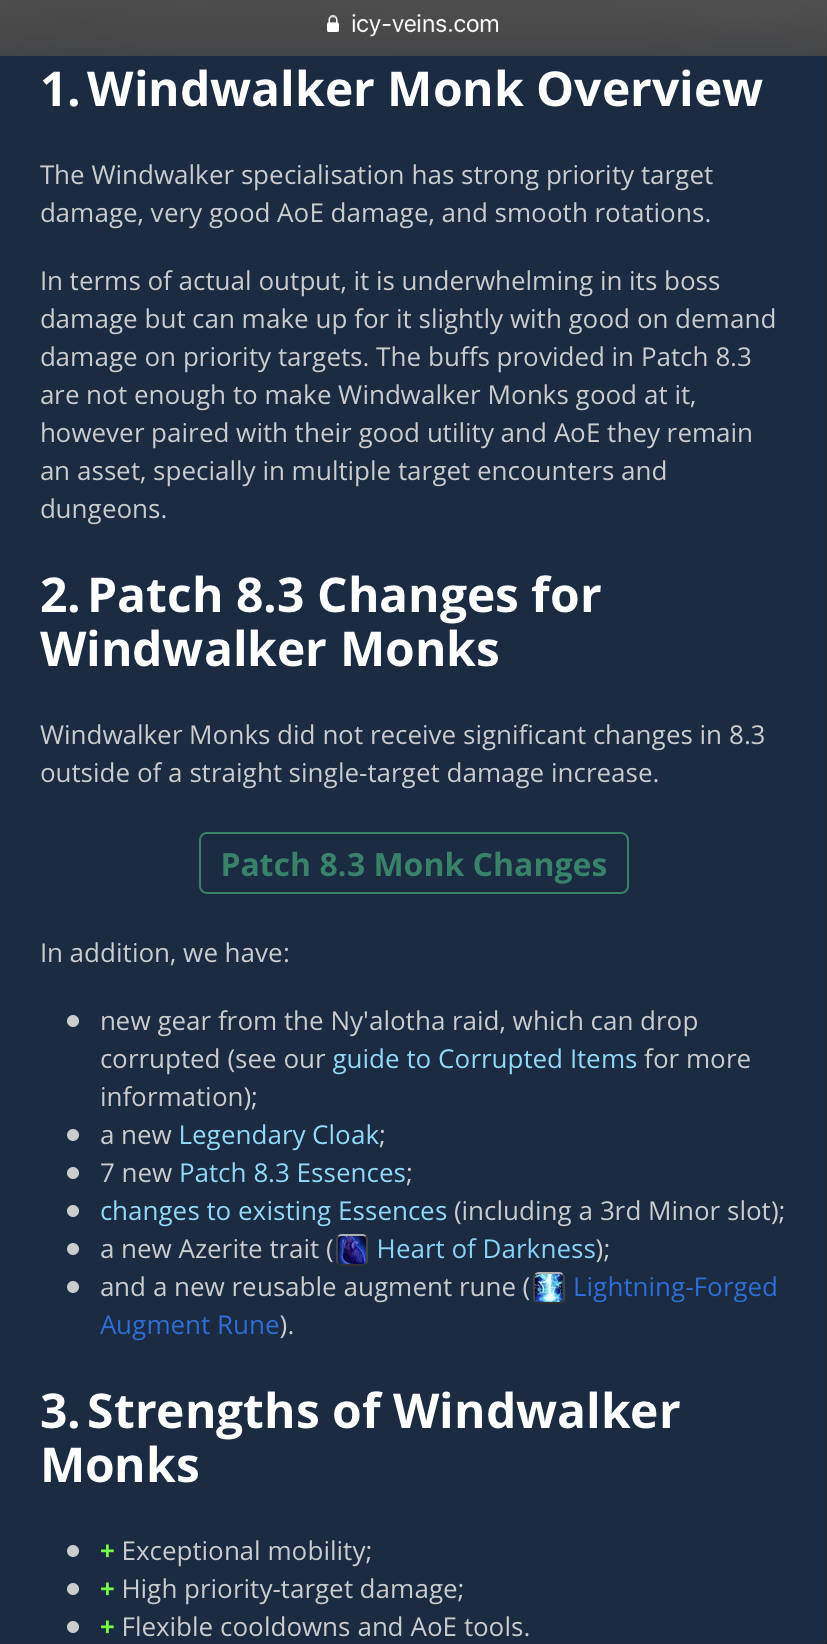 icy-veins.com
1. Windwalker Monk Overview
The Windwalker specialisation has strong priority target
damage, very good AoE damage, and smooth rotations.
In terms of actual output, it is underwhelming in its boss
damage but can make up for it slightly with good on demand
damage on priority targets. The buffs provided in Patch 8.3
are not enough to make Windwalker Monks good at it,
however paired with their good utility and AoE they remain
an asset, specially in multiple target encounters and
dungeons.
2. Patch 8.3 Changes for
Windwalker Monks
Windwalker Monks did not receive significant changes in 8.3
outside of a straight single-target damage increase.
Patch 8.3 Monk Changes
In addition, we have:
● new gear from the Ny'alotha raid, which can drop
corrupted (see our guide to Corrupted Items for more
information);
● a new Legendary Cloak;
● 7 new Patch 8.3 Essences;
● changes to existing Essences (including a 3rd Minor slot);
● a new Azerite trait ( Heart of Darkness);
● and a new reusable augment rune ( Lightning-Forged
Augment Rune).
3. Strengths of Windwalker
Monks
● + Exceptional mobility;
● + High priority-target damage;
● + Flexible cooldowns and AoE tools.